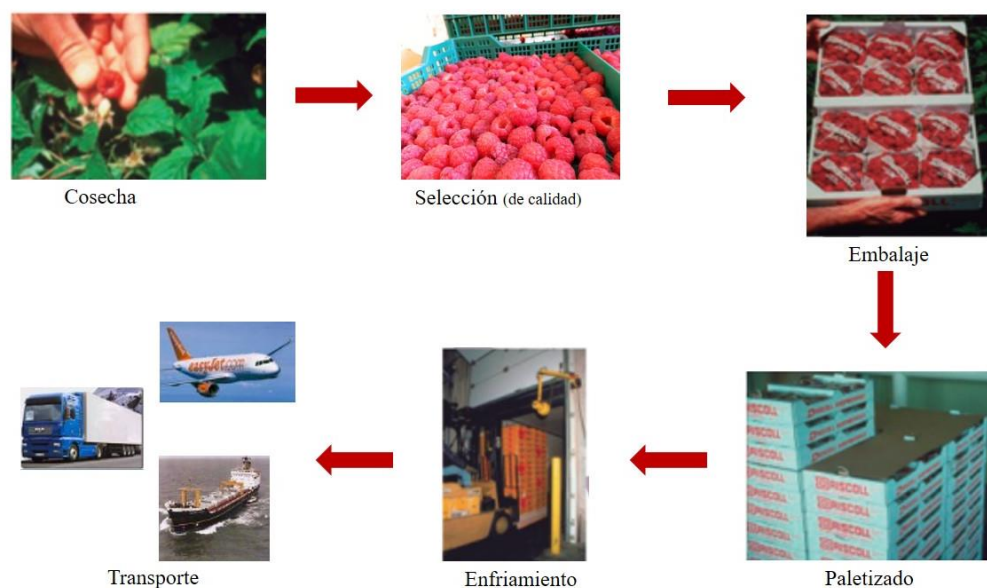 Cosecha
Selección (de calidad)
Embalaje
easyJet.com
Transporte
Enfriamiento
RISCOLL
RISCOLL
Paletizado